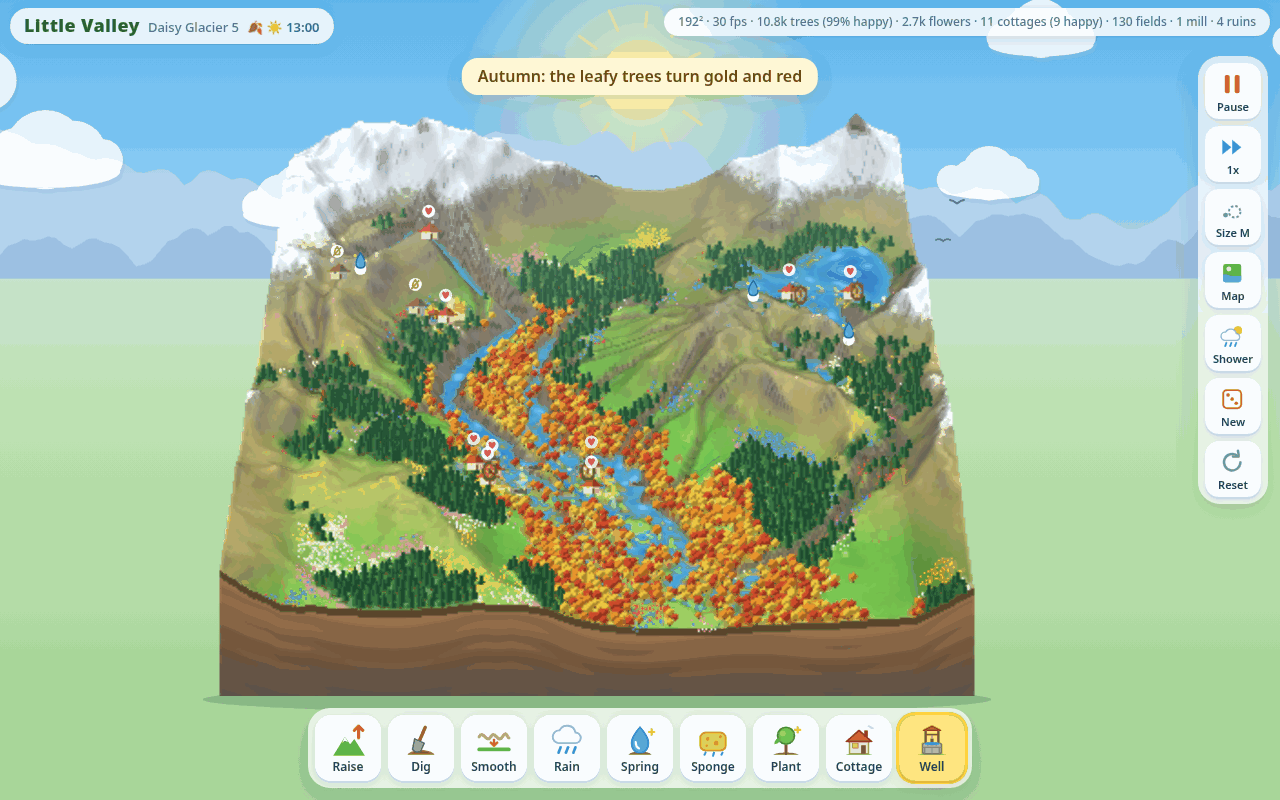 Little Valley Daisy Glacier 5 13:00
192² · 30 fps · 10.8k trees (99% happy) · 2.7k flowers · 11 cottages (9 happy) · 130 fields · 1 mill · 4 ruins
Autumn: the leafy trees turn gold and red
Pause
1x
Size M
Map
Shower
New
Reset
Raise
Dig
Smooth
Rain
Spring
Sponge
Plant
Cottage
Well